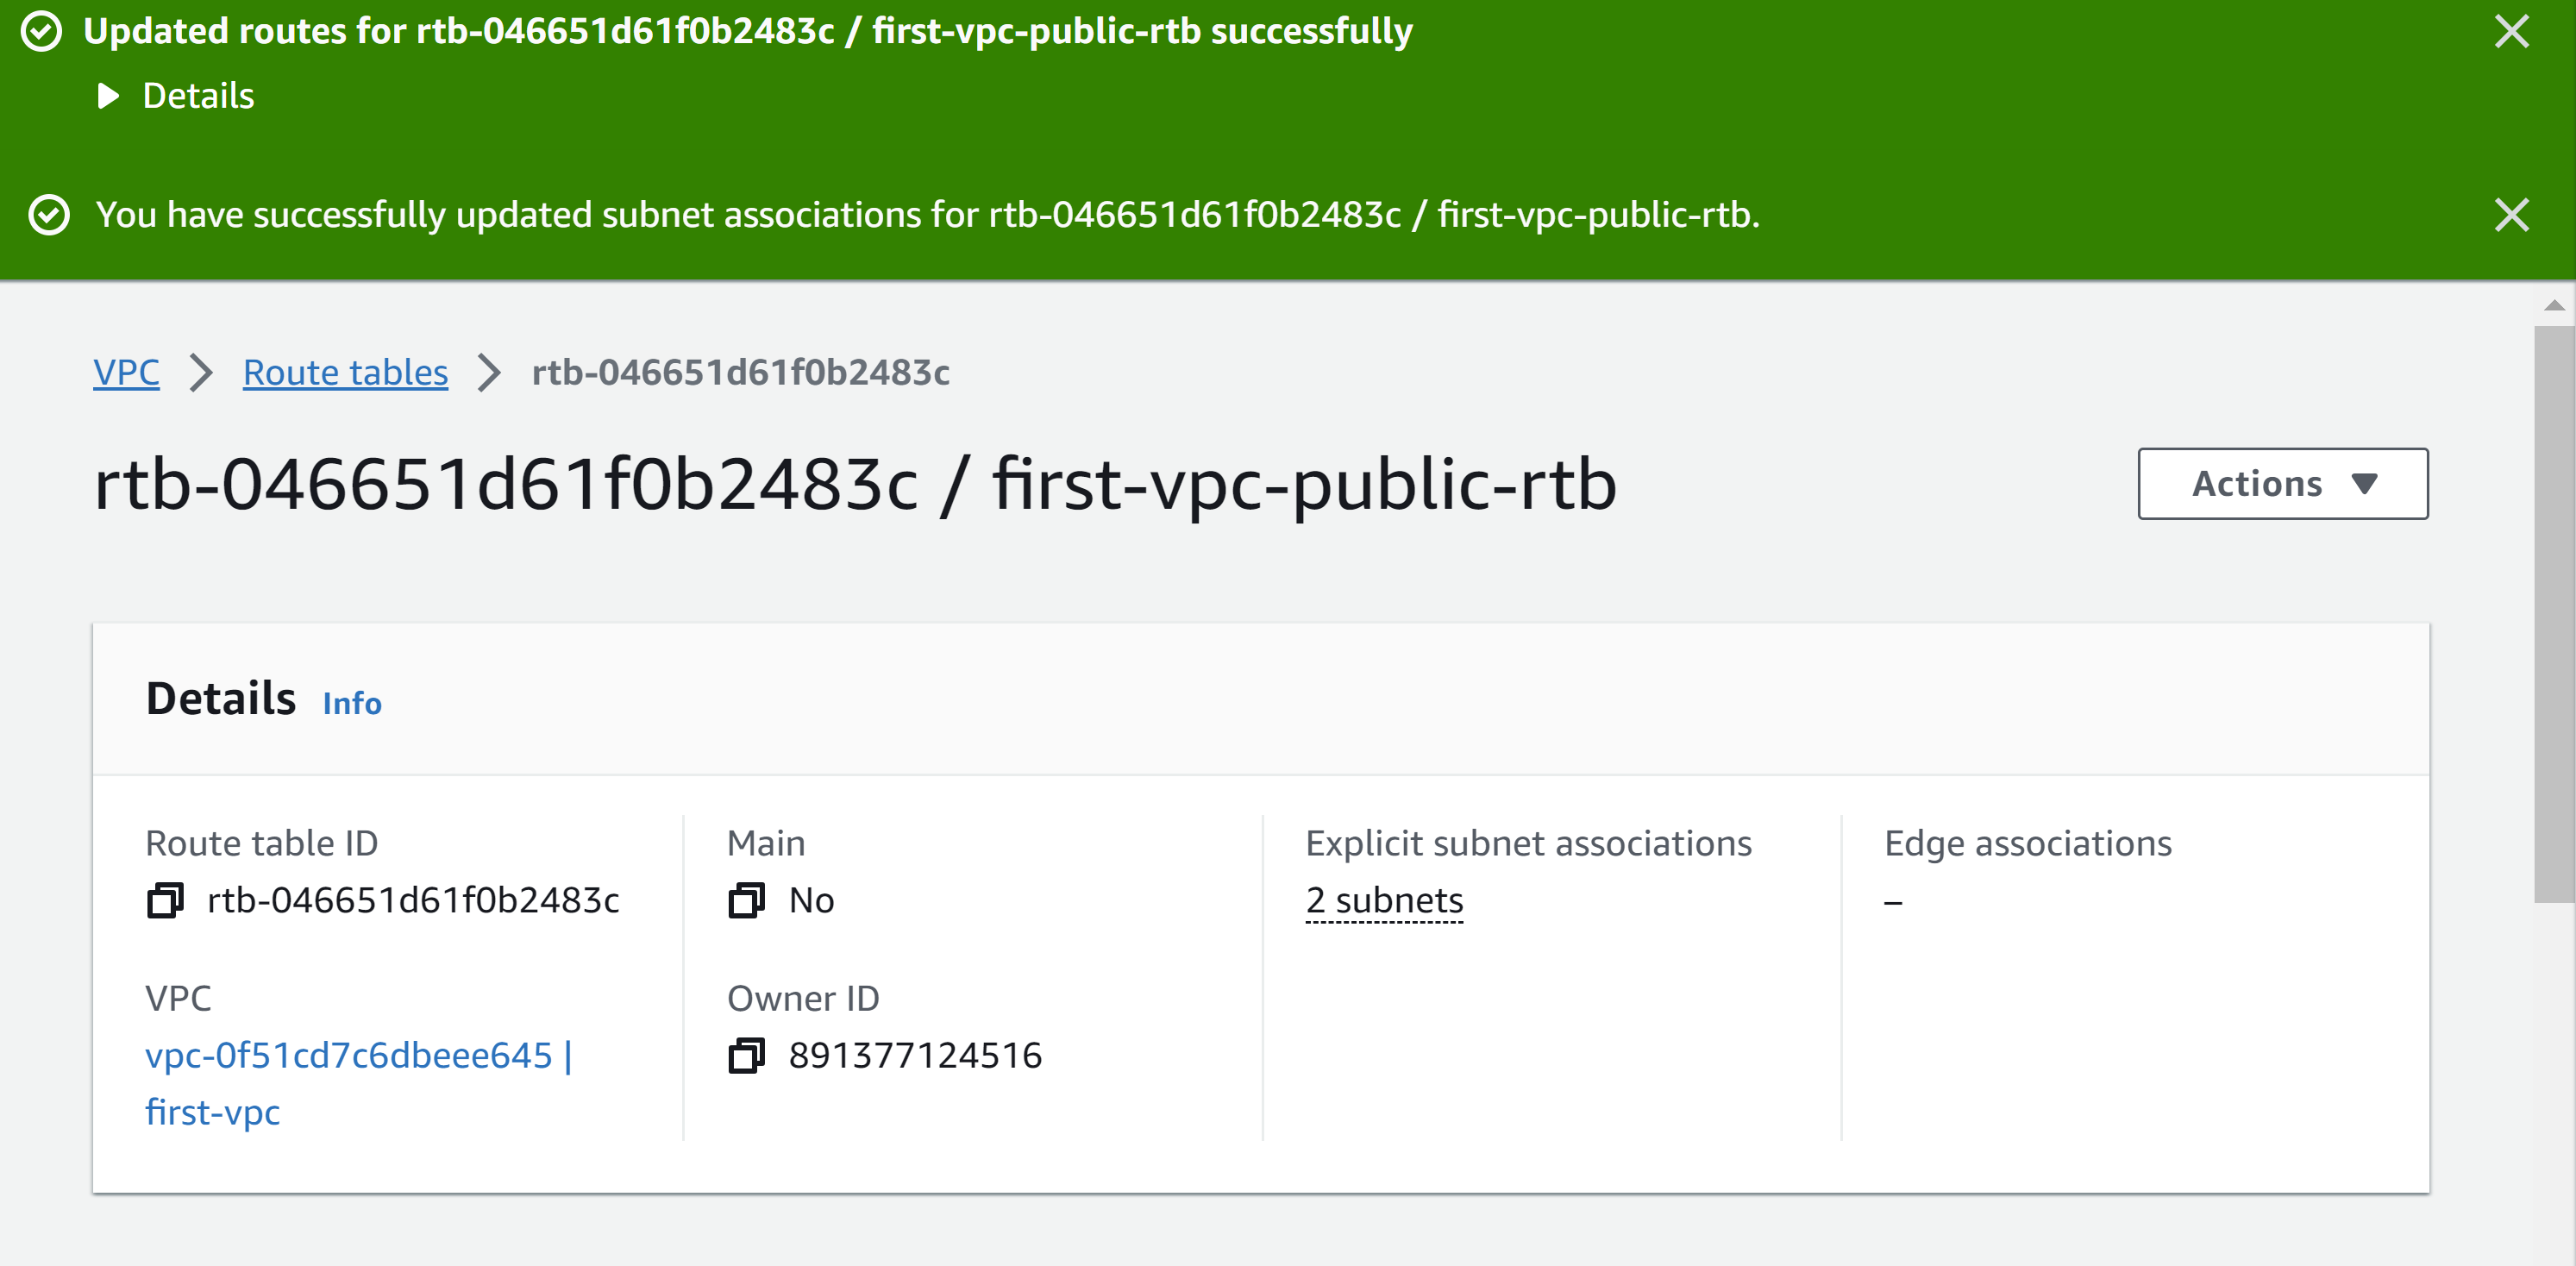 Updated routes for rtb-046651d61f0b2483c / first-vpc-public-rtb successfully
Details
You have successfully updated subnet associations for rtb-046651d61f0b2483c / first-vpc-public-rtb.
VPC
Route tables
rtb-046651d61f0b2483c
rtb-046651d61f0b2483c / first-vpc-public-rtb
Actions
Details Info
Route table ID
rtb-046651d61f0b2483c
Main
No
Explicit subnet associations
2 subnets
Edge associations
–
VPC
vpc-0f51cd7c6dbeee645 |
first-vpc
Owner ID
891377124516